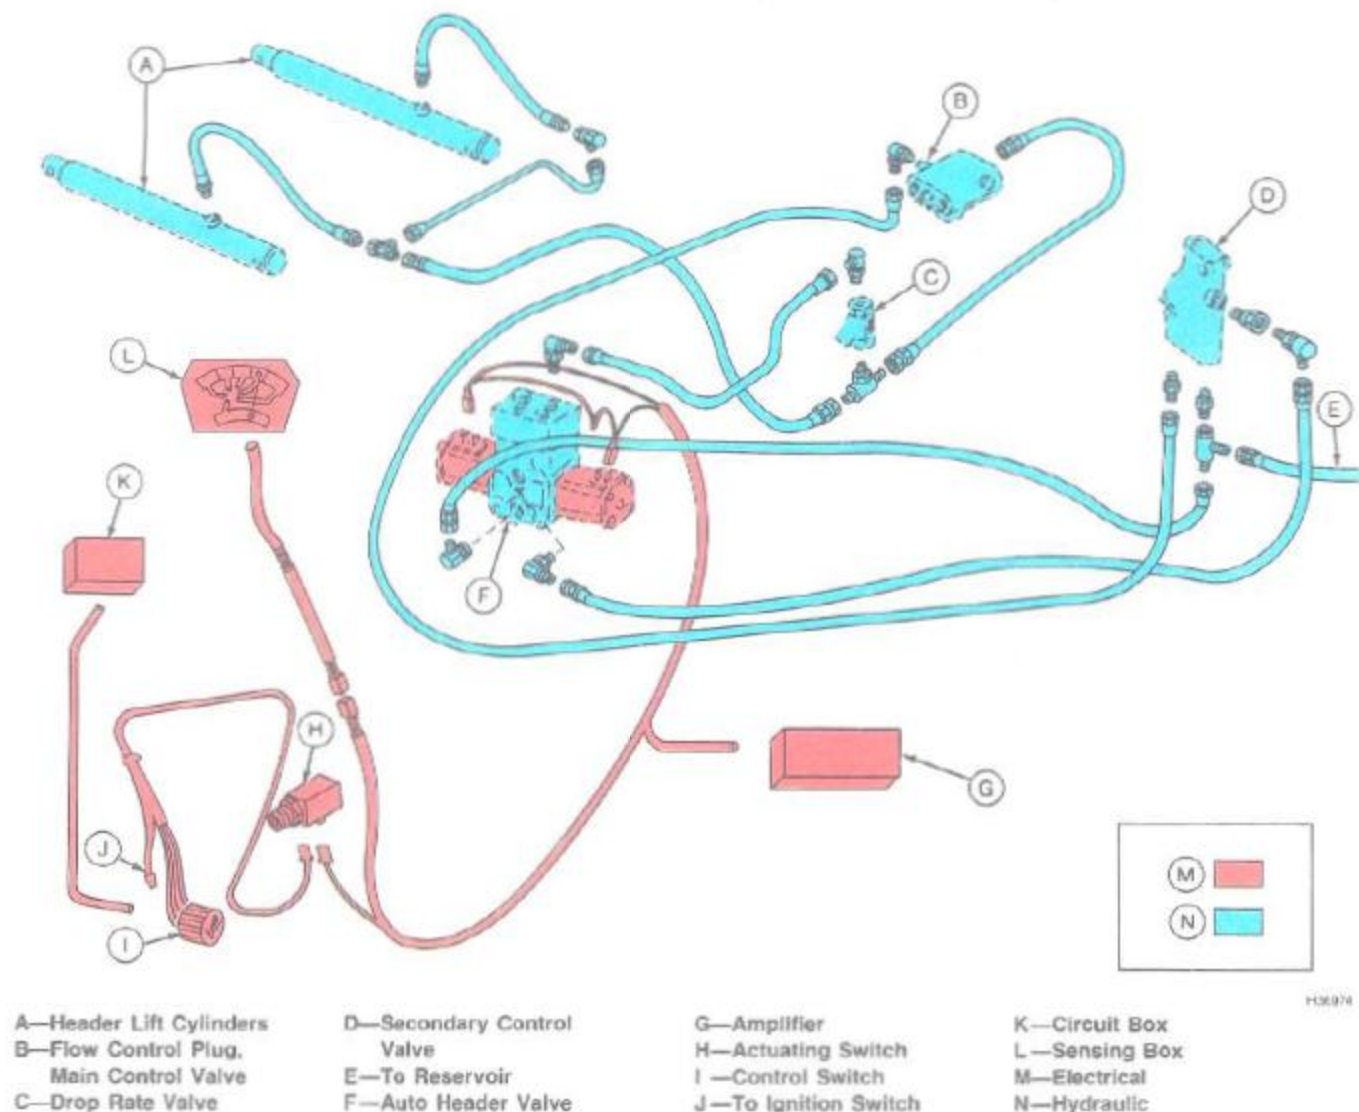 A
B
D
C
L
E
K
F
H
G
J
I
M
N
H36974
A—Header Lift Cylinders
B—Flow Control Plug,
Main Control Valve
C—Drop Rate Valve
D—Secondary Control
Valve
E—To Reservoir
F—Auto Header Valve
G—Amplifier
H—Actuating Switch
I —Control Switch
J—To Ignition Switch
K—Circuit Box
L—Sensing Box
M—Electrical
N—Hydraulic